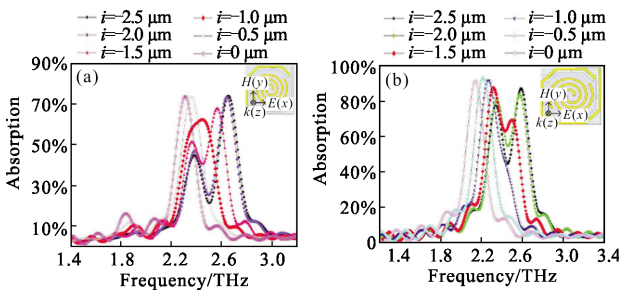 i=−2.5 μm i=−1.0 μm
i=−2.0 μm i=−0.5 μm
i=−1.5 μm i=0 μm
90%
70%
50%
30%
10%
Absorption
(a)
H(y)
E(x)
k(z)
1.4 1.8 2.2 2.6 3.0
Frequency/THz
i=−2.5 μm i=−1.0 μm
i=−2.0 μm i=−0.5 μm
i=−1.5 μm i=0 μm
100%
80%
60%
40%
20%
0
Absorption
(b)
H(y)
E(x)
k(z)
1.4 1.8 2.2 2.6 3.0 3.4
Frequency/THz